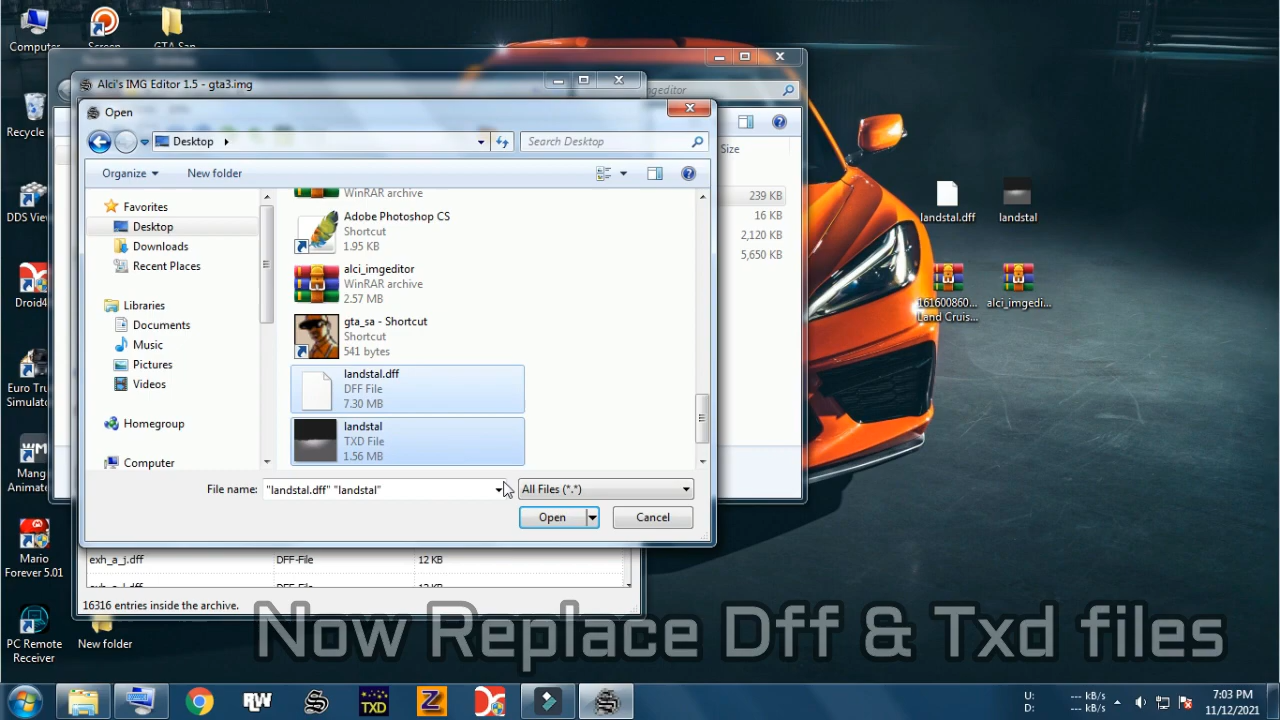 Computer
Screen
GTA San
Alci's IMG Editor 1.5 - gta3.img
Open
Desktop
Search Desktop
Organize
New folder
Size
Favorites
Desktop
Downloads
Recent Places
Libraries
Documents
Music
Pictures
Videos
Homegroup
Computer
WinRAR archive
Adobe Photoshop CS
Shortcut
1.95 KB
alci_imgeditor
WinRAR archive
2.57 MB
gta_sa - Shortcut
Shortcut
541 bytes
landstal.dff
DFF File
7.30 MB
landstal
TXD File
1.56 MB
239 KB
16 KB
2,120 KB
5,650 KB
File name:
"landstal.dff" "landstal"
All Files (*.*)
Open
Cancel
exh_a_j.dff
DFF-File
12 KB
16316 entries inside the archive.
landstal.dff
landstal
161600860...
Land Cruis...
alci_imgedi...
Recycle
DDS View
Droid4
Euro Tru
Simulato
Mang
Animato
Mario
Forever 5.01
PC Remote
Receiver
New folder
Now Replace Dff & Txd files
RW
TXD
U:
D:
--- kB/s
--- kB/s
7:03 PM
11/12/2021